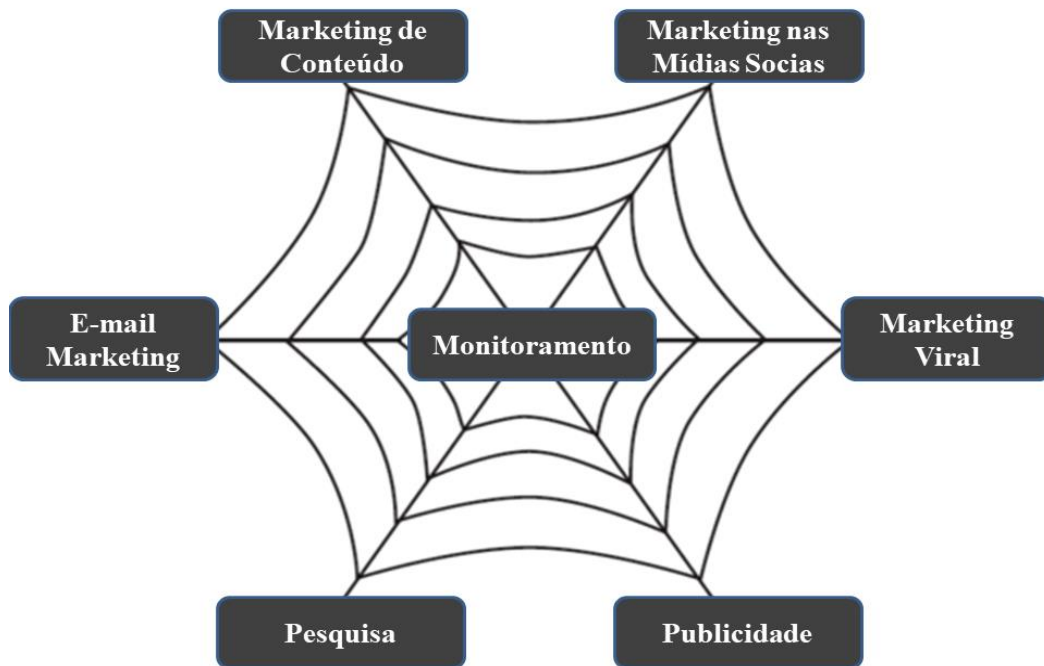 Marketing de
Conteúdo
Marketing nas
Mídias Socias
E-mail
Marketing
Monitoramento
Marketing
Viral
Pesquisa
Publicidade